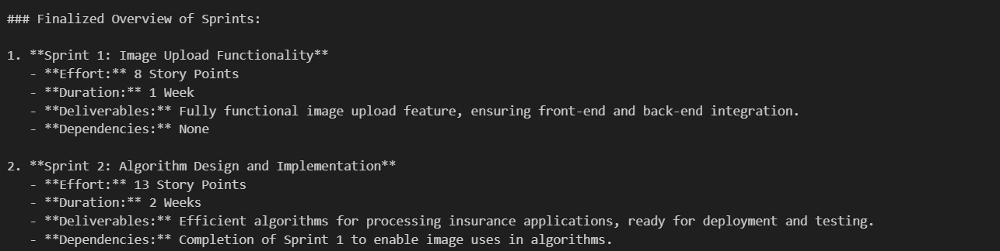 ### Finalized Overview of Sprints:
1. **Sprint 1: Image Upload Functionality**
- **Effort:** 8 Story Points
- **Duration:** 1 Week
- **Deliverables:** Fully functional image upload feature, ensuring front-end and back-end integration.
- **Dependencies:** None
2. **Sprint 2: Algorithm Design and Implementation**
- **Effort:** 13 Story Points
- **Duration:** 2 Weeks
- **Deliverables:** Efficient algorithms for processing insurance applications, ready for deployment and testing.
- **Dependencies:** Completion of Sprint 1 to enable image uses in algorithms.